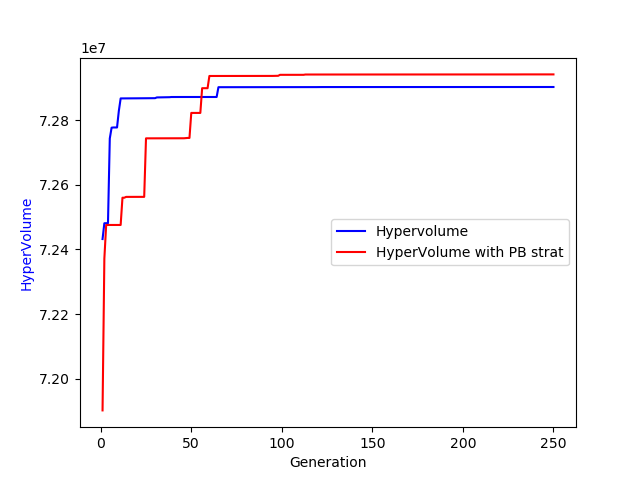 1e7
7.28
7.26
7.24
7.22
7.20
HyperVolume
Hypervolume
HyperVolume with PB strat
0 50 100 150 200 250
Generation